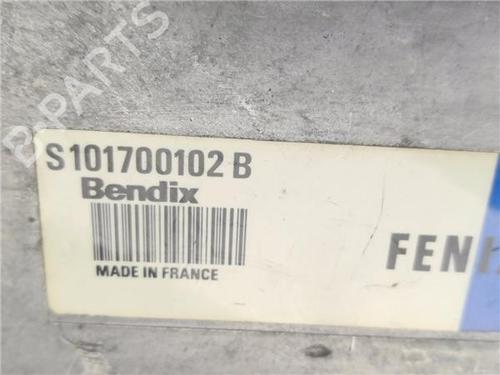 S101700102 B
Bendix
MADE IN FRANCE
FENI
B-PARTS